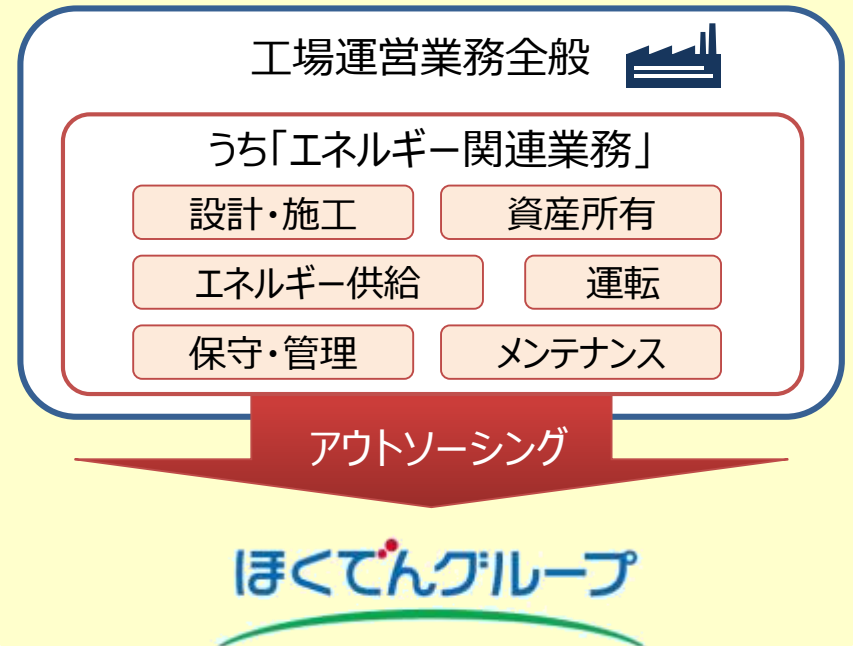 工場運営業務全般
うち「エネルギー関連業務」
設計・施工 資産所有
エネルギー供給 運転
保守・管理 メンテナンス
アウトソーシング
ほくでんグループ